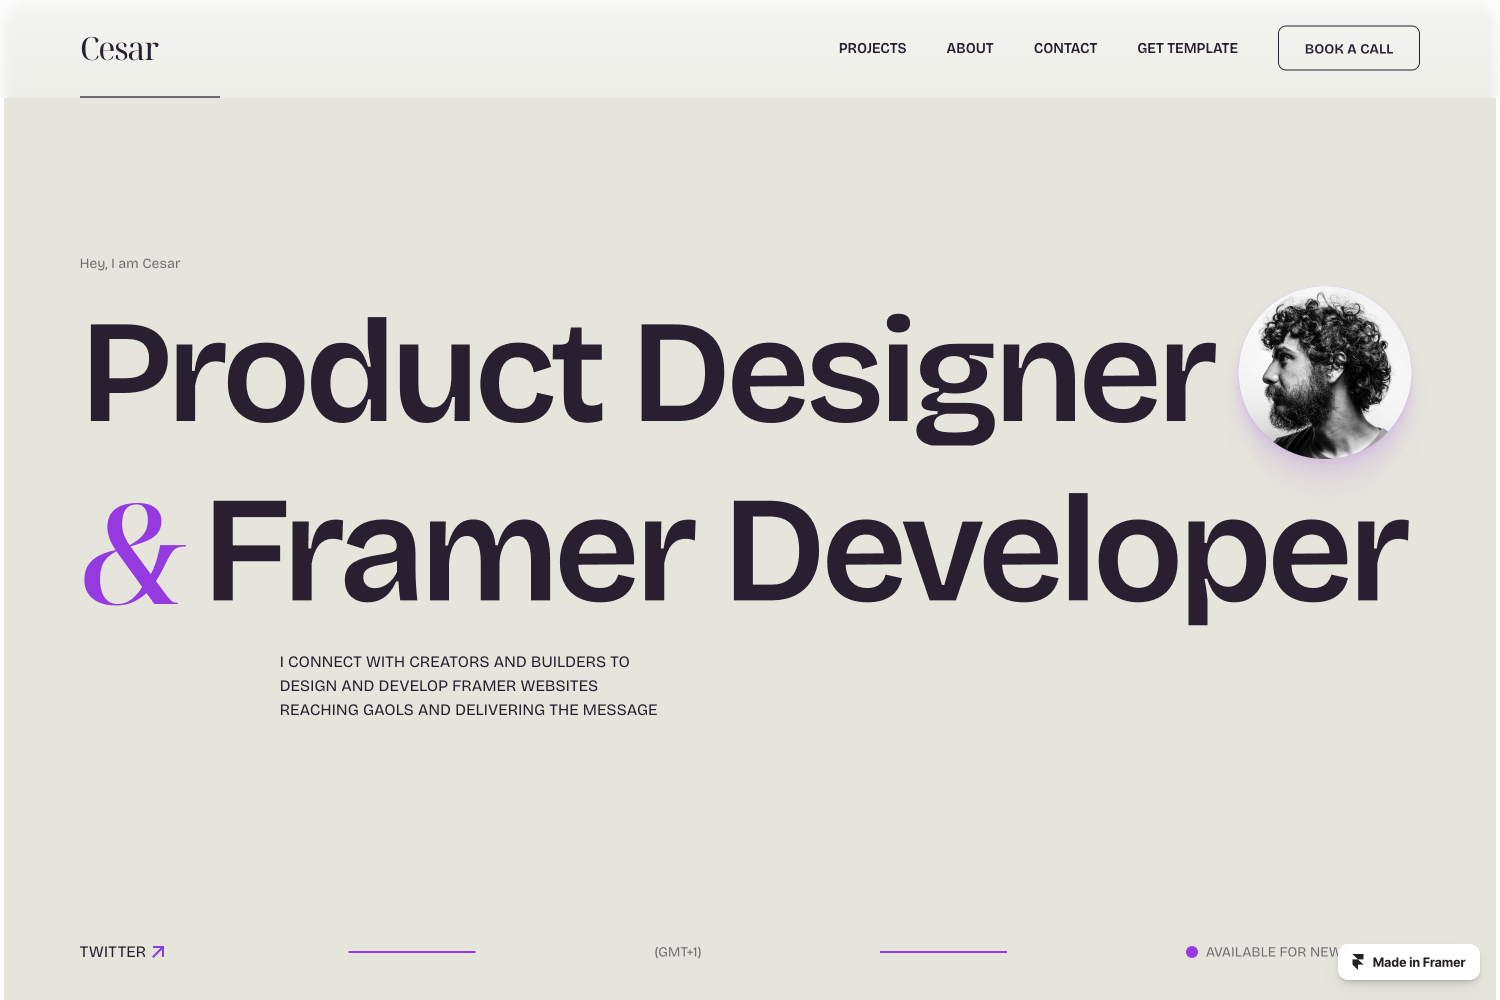 Cesar
PROJECTS ABOUT CONTACT GET TEMPLATE BOOK A CALL
Hey, I am Cesar
Product Designer
& Framer Developer
I CONNECT WITH CREATORS AND BUILDERS TO
DESIGN AND DEVELOP FRAMER WEBSITES
REACHING GAOLS AND DELIVERING THE MESSAGE
TWITTER (GMT+1) AVAILABLE FOR NEW
Made in Framer